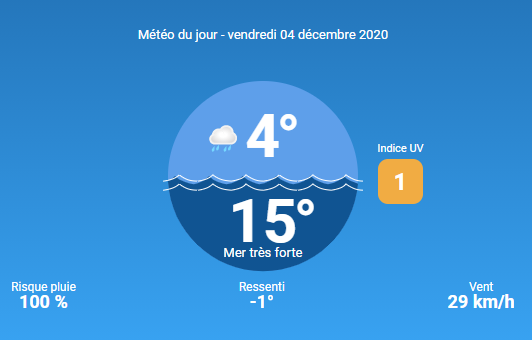 Météo du jour - vendredi 04 décembre 2020
4°
Indice UV
1
15°
Mer très forte
Risque pluie
100 %
Ressenti
-1°
Vent
29 km/h